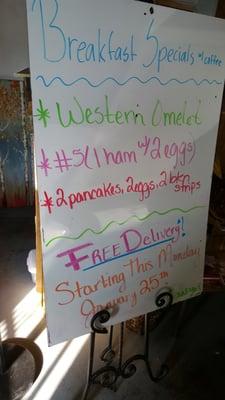 Breakfast Specials w/coffee
* Western Omelet
* #5(1 ham w/ 2 eggs)
* 2 pancakes, 2 eggs, 2 bkn strips
FREE Delivery!
Starting This Monday
January 25th